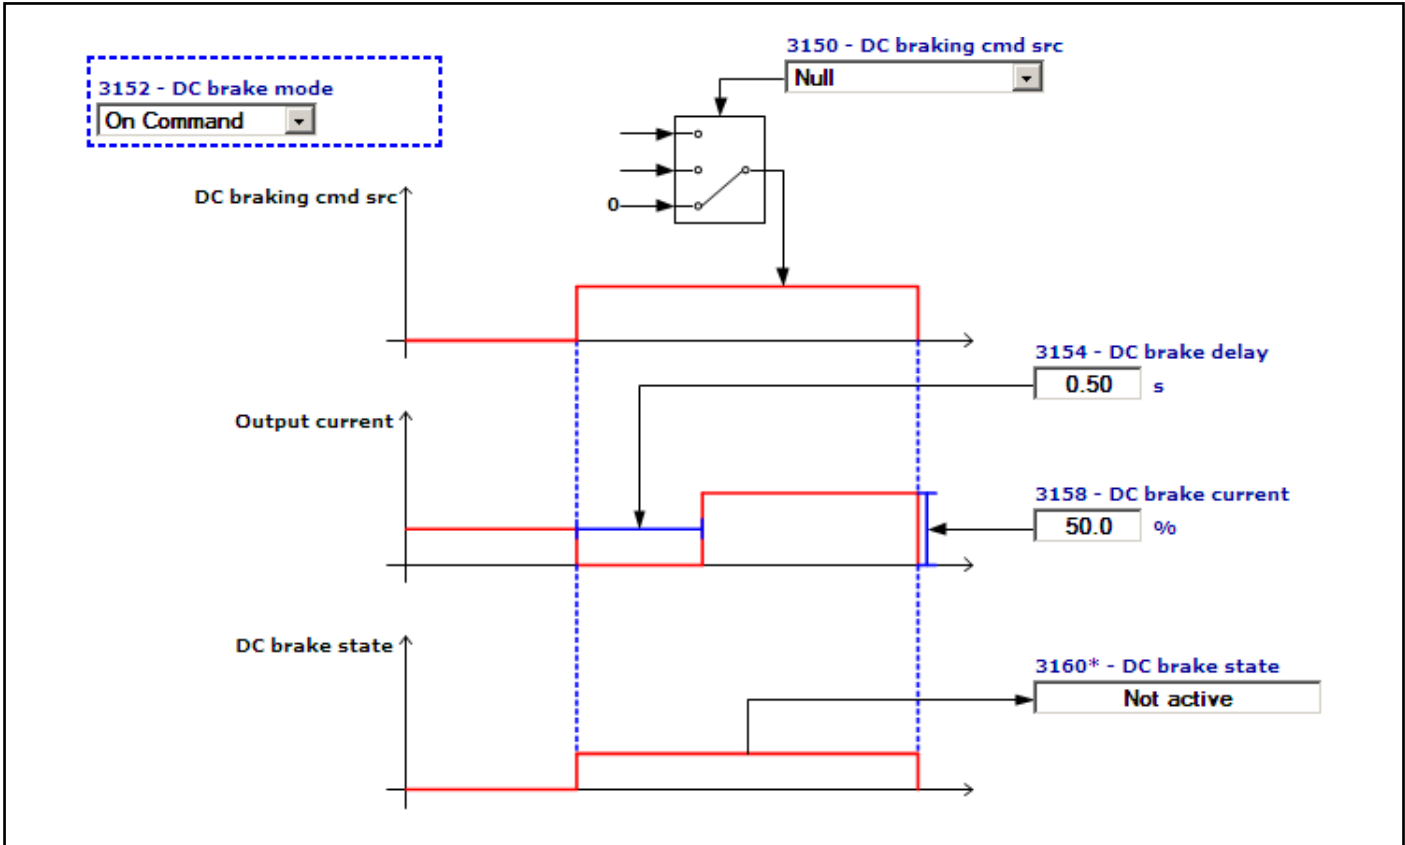 3150 - DC braking cmd src
Null
3152 - DC brake mode
On Command
DC braking cmd src
0
3154 - DC brake delay
0.50 s
Output current
3158 - DC brake current
50.0 %
DC brake state
3160* - DC brake state
Not active